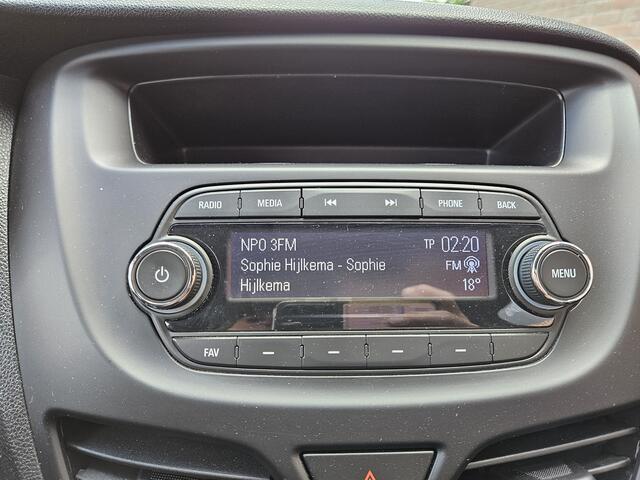 RADIO MEDIA PHONE BACK
NPO 3FM TP 02:20
Sophie Hijlkema - Sophie FM
Hijlkema 18°
MENU
FAV